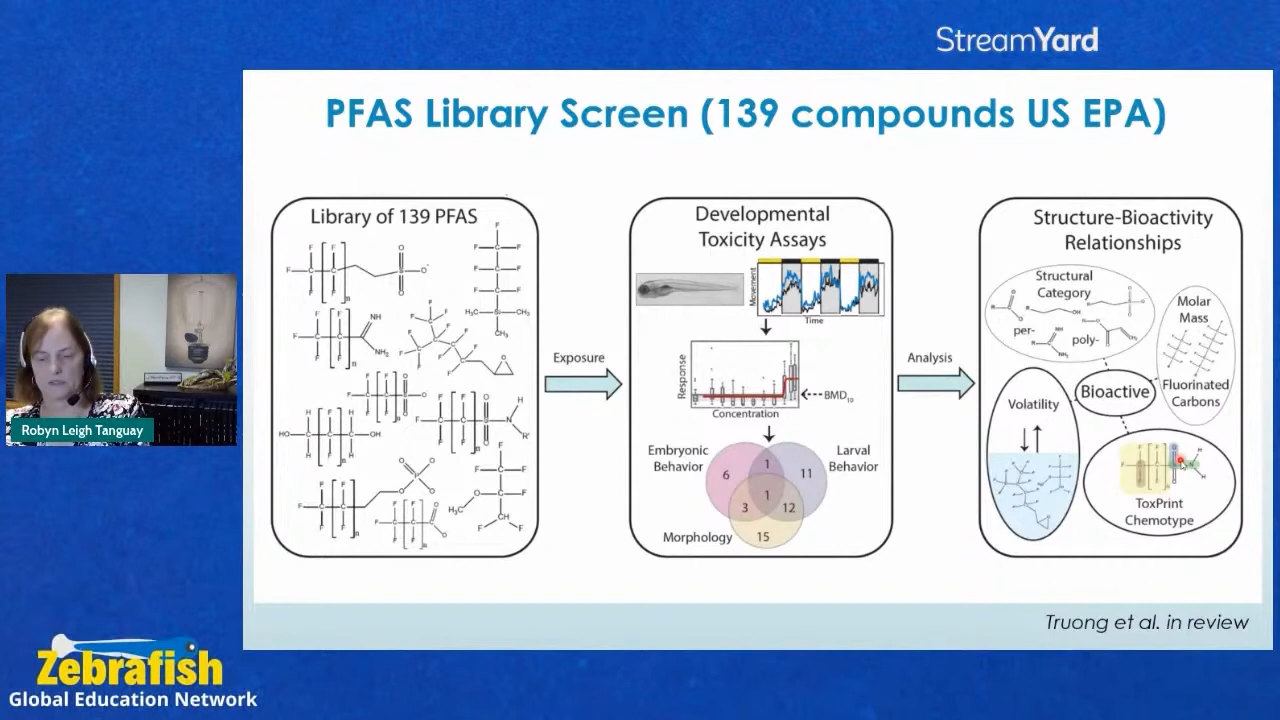 StreamYard
PFAS Library Screen (139 compounds US EPA)
Library of 139 PFAS
Exposure
Developmental
Toxicity Assays
Movement
Time
Response
Concentration
BMD10
Embryonic
Behavior
Larval
Behavior
Morphology
6
1
11
1
3
12
15
Analysis
Structure-Bioactivity
Relationships
Structural
Category
per-
poly-
Molar
Mass
Fluorinated
Carbons
Bioactive
Volatility
ToxPrint
Chemotype
Truong et al. in review
Robyn Leigh Tanguay
Zebrafish
Global Education Network